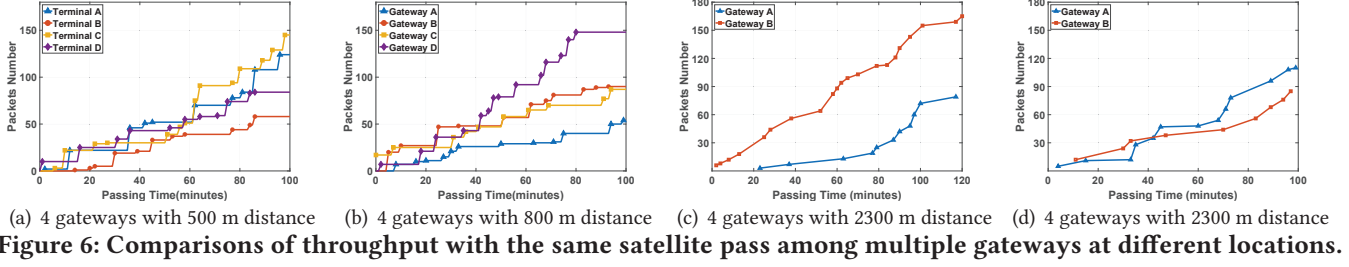 Packets Number
150
100
50
0
Terminal A
Terminal B
Terminal C
Terminal D
0 20 40 60 80 100
Passing Time(minutes)
(a) 4 gateways with 500 m distance
Packets Number
150
100
50
0
Gateway A
Gateway B
Gateway C
Gateway D
0 20 40 60 80 100
Passing Time (minutes)
(b) 4 gateways with 800 m distance
Packets Number
150
120
90
60
30
Gateway A
Gateway B
0 20 40 60 80 100 120
Passing Time (minutes)
(c) 4 gateways with 2300 m distance
Packets Number
150
120
90
60
30
Gateway A
Gateway B
0 20 40 60 80 100
Passing Time (minutes)
(d) 4 gateways with 2300 m distance
Figure 6: Comparisons of throughput with the same satellite pass among multiple gateways at different locations.